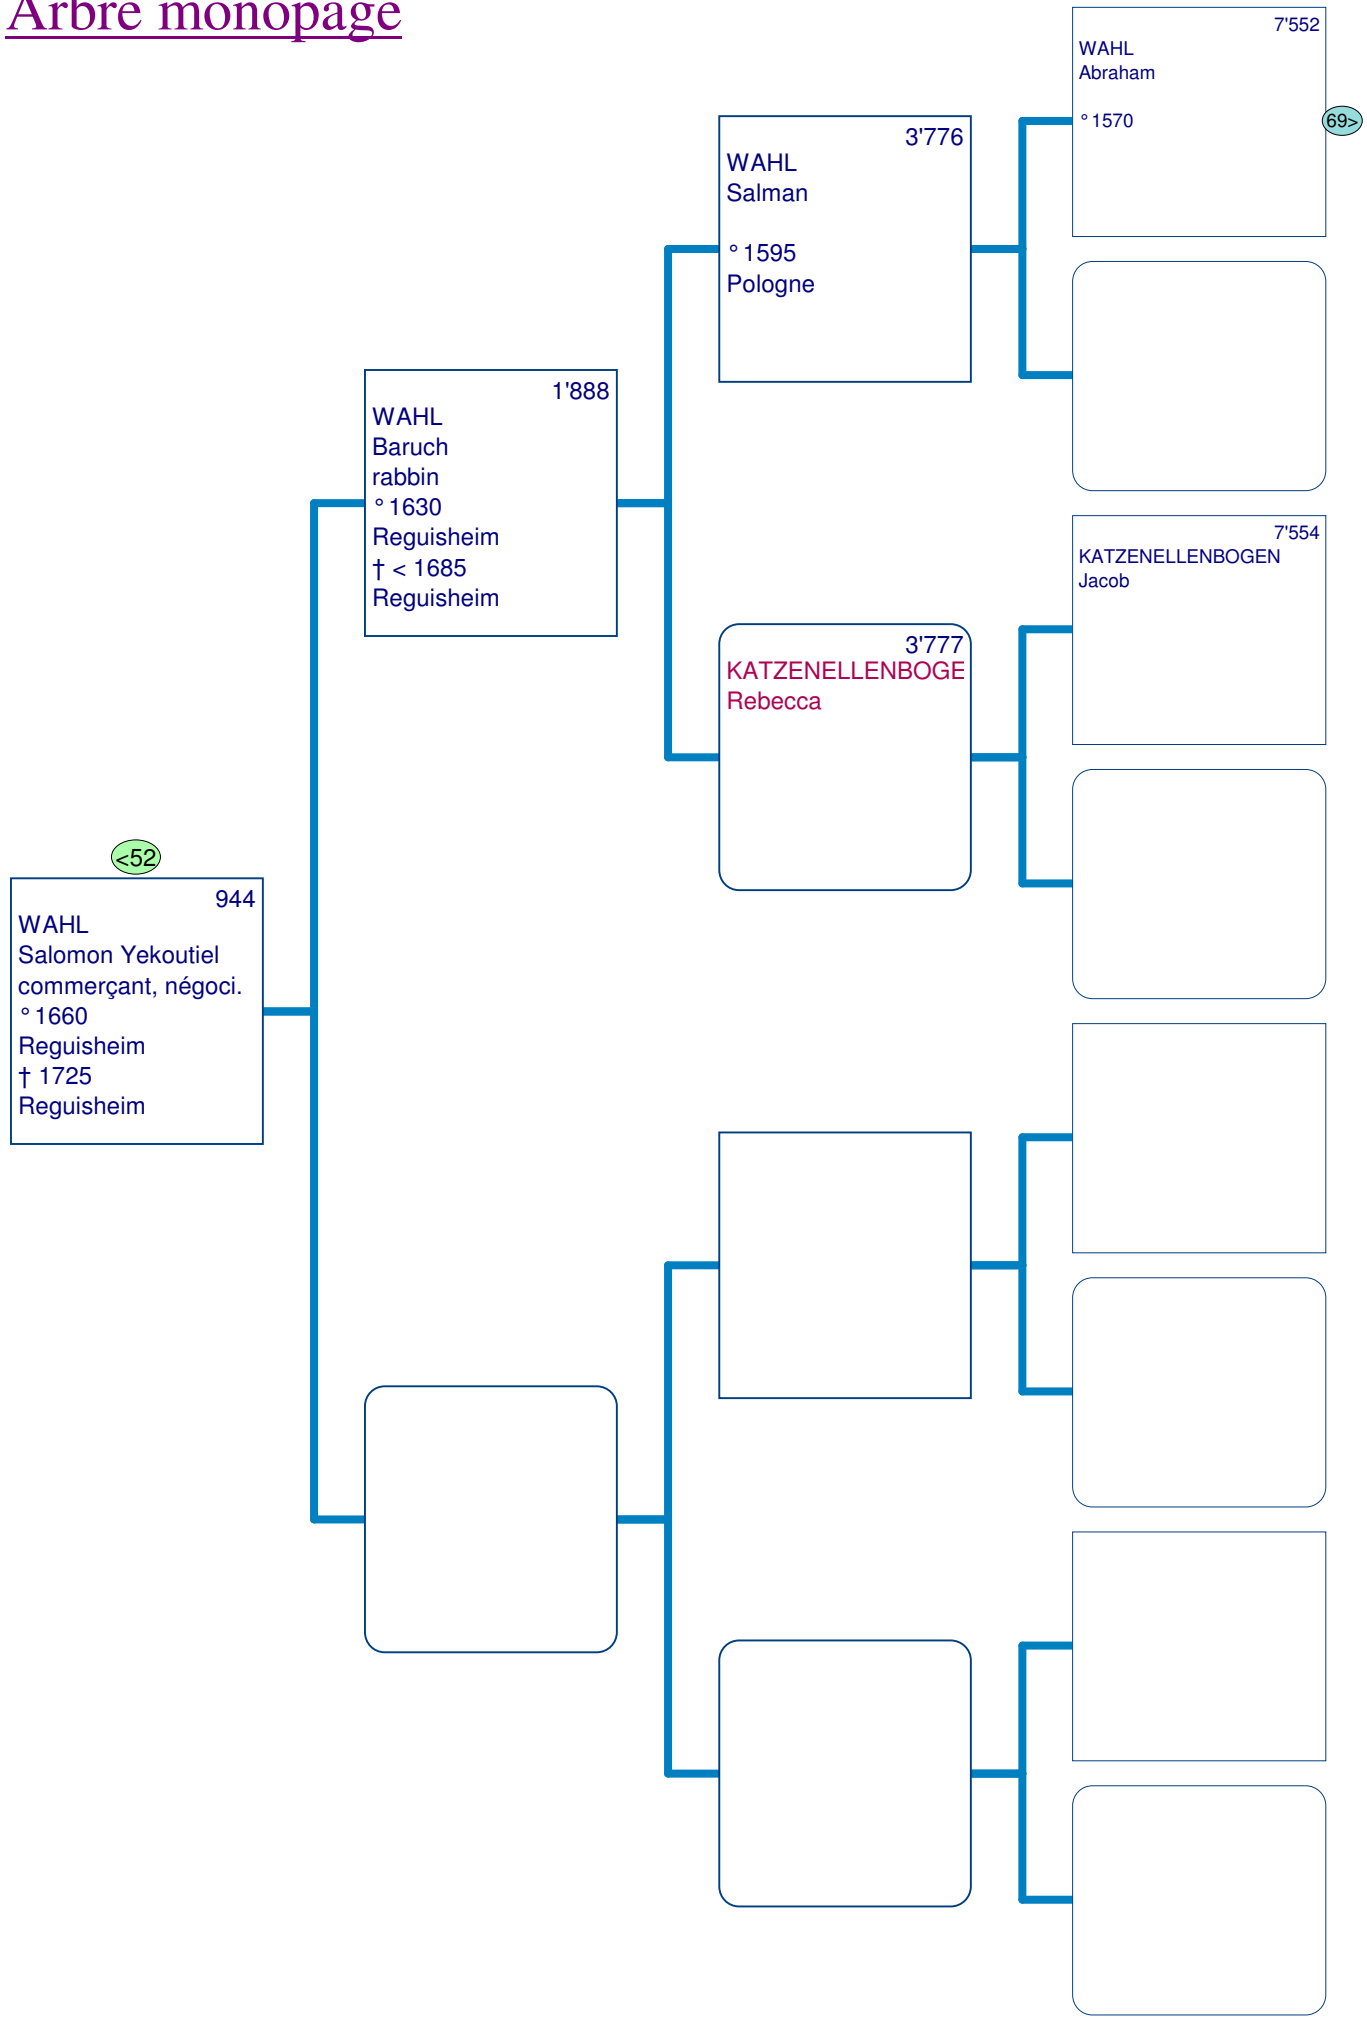 Arbre monopage
7'552
WAHL
Abraham
° 1570
69>
3'776
WAHL
Salman
° 1595
Pologne
1'888
WAHL
Baruch
rabbin
° 1630
Reguisheim
† < 1685
Reguisheim
7'554
KATZENELLENBOGEN
Jacob
3'777
KATZENELLENBOGE
Rebecca
<52
944
WAHL
Salomon Yekoutiel
commerçant, négoci.
° 1660
Reguisheim
† 1725
Reguisheim